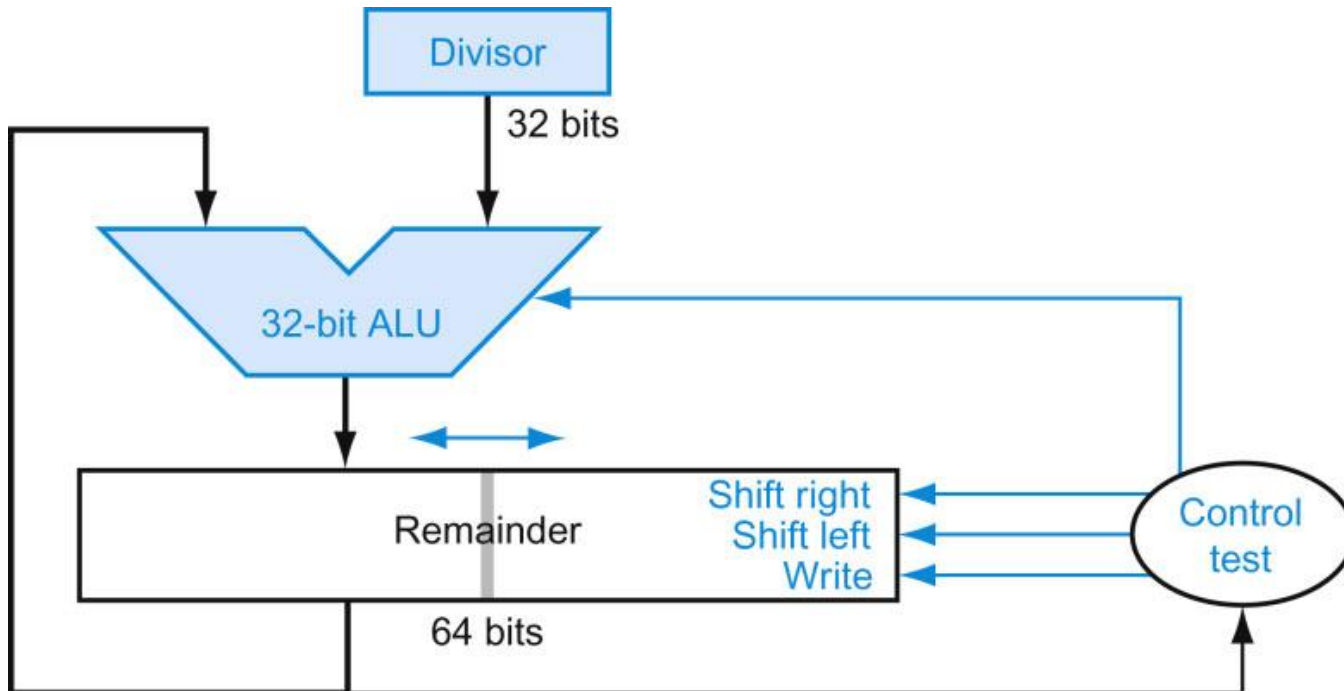 Divisor
32 bits
32-bit ALU
Remainder
Shift right
Shift left
Write
64 bits
Control
test